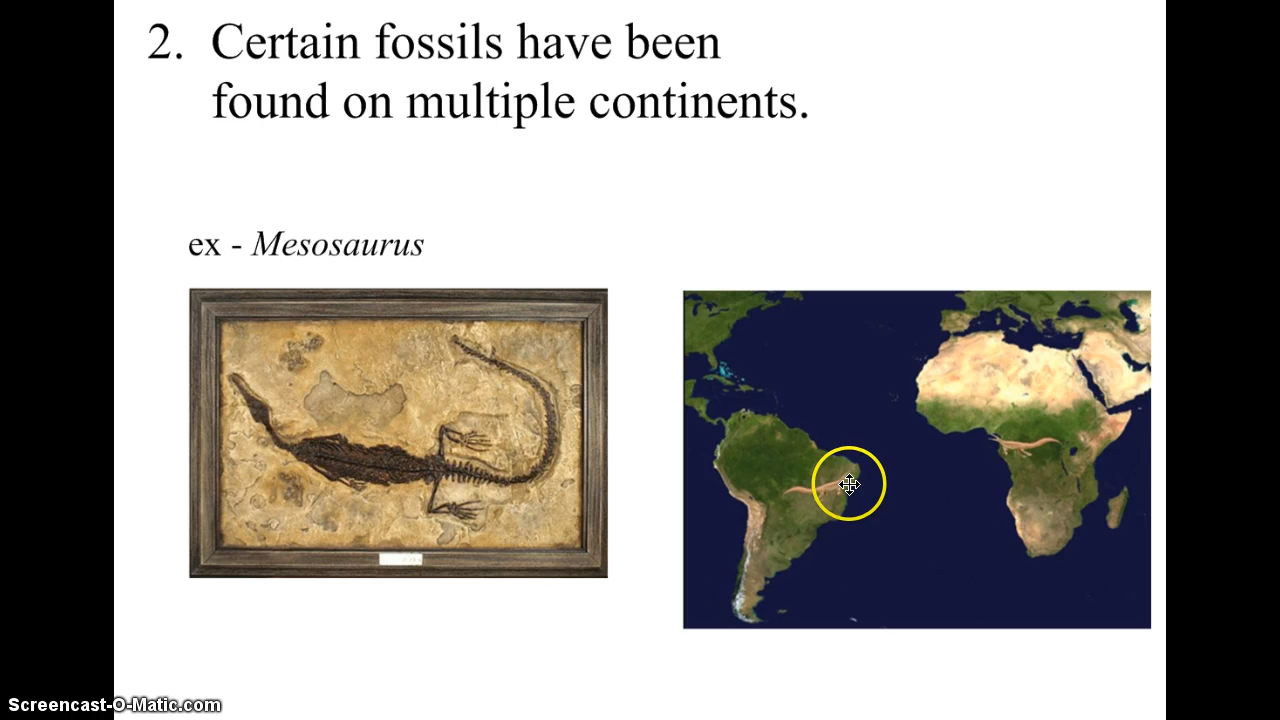 2. Certain fossils have been
found on multiple continents.
ex - Mesosaurus
Screencast-O-Matic.com